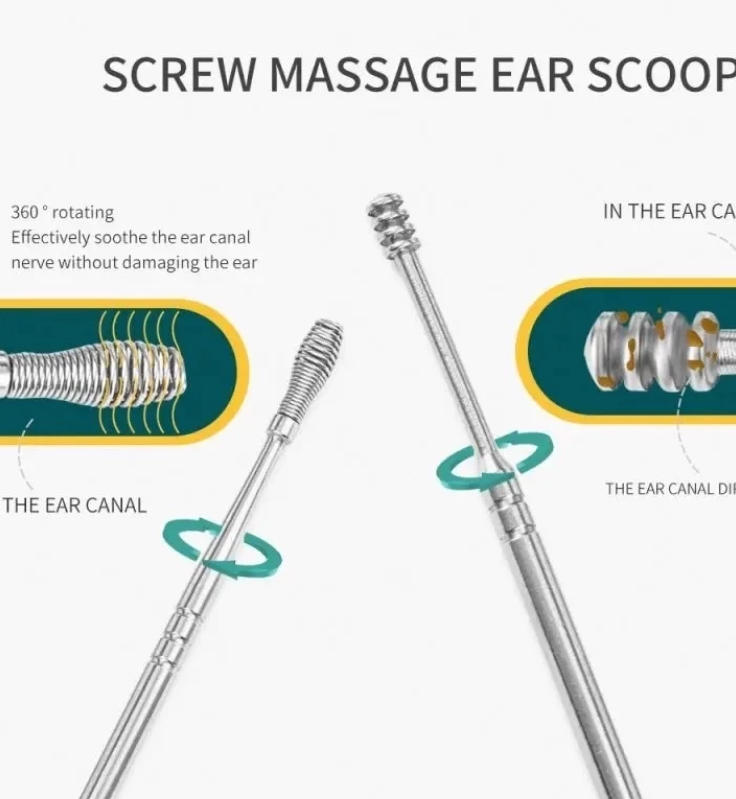 SCREW MASSAGE EAR SCOOP
360 ° rotating
Effectively soothe the ear canal
nerve without damaging the ear
IN THE EAR CA
THE EAR CANAL
THE EAR CANAL DI